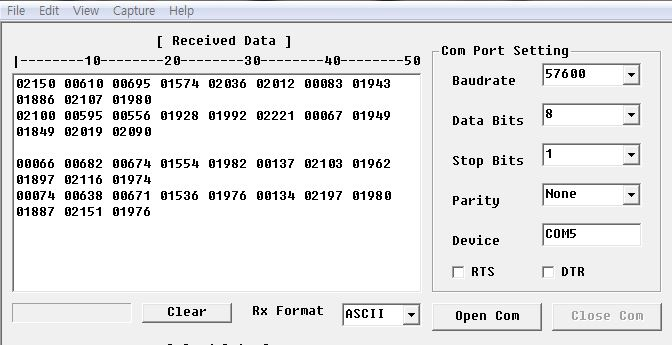 File Edit View Capture Help
[ Received Data ]
|--------10--------20--------30--------40--------50
02150 00610 00695 01574 02036 02012 00083 01943
01886 02107 01980
02100 00595 00556 01928 01992 02221 00067 01949
01849 02019 02090
00066 00682 00674 01554 01982 00137 02103 01962
01897 02116 01974
00074 00638 00671 01536 01976 00134 02197 01980
01887 02151 01976
Clear
Rx Format ASCII
Com Port Setting
Baudrate 57600
Data Bits 8
Stop Bits 1
Parity None
Device COM5
RTS DTR
Open Com Close Com